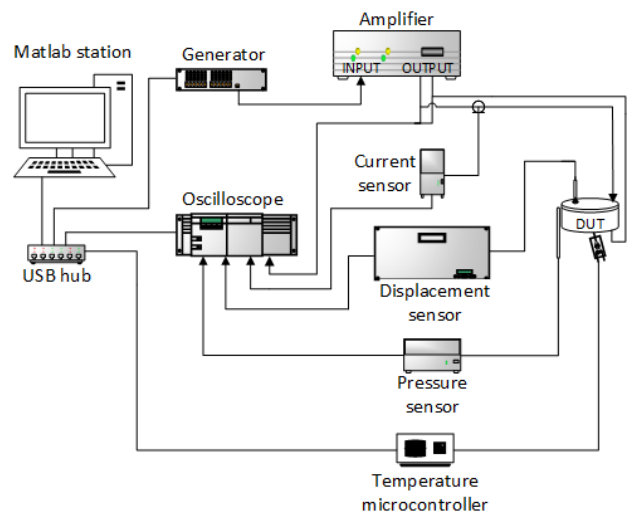 Amplifier
Matlab station
Generator
INPUT
OUTPUT
Current
sensor
Oscilloscope
DUT
USB hub
Displacement
sensor
Pressure
sensor
Temperature
microcontroller